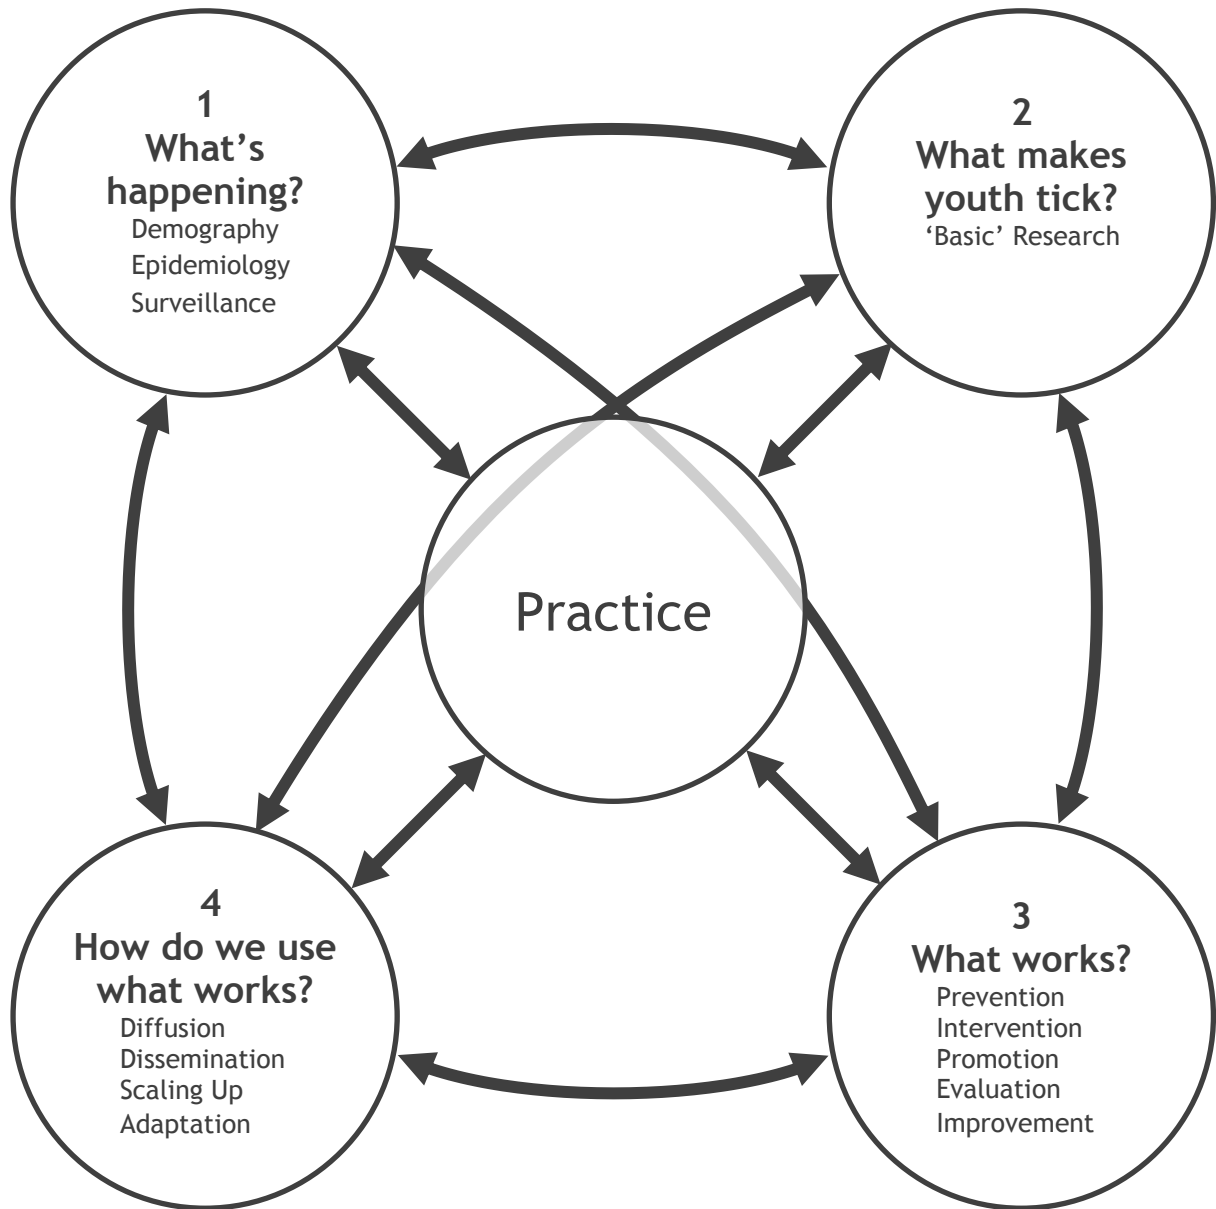 1
What’s
happening?
Demography
Epidemiology
Surveillance
2
What makes
youth tick?
‘Basic’ Research
Practice
4
How do we use
what works?
Diffusion
Dissemination
Scaling Up
Adaptation
3
What works?
Prevention
Intervention
Promotion
Evaluation
Improvement